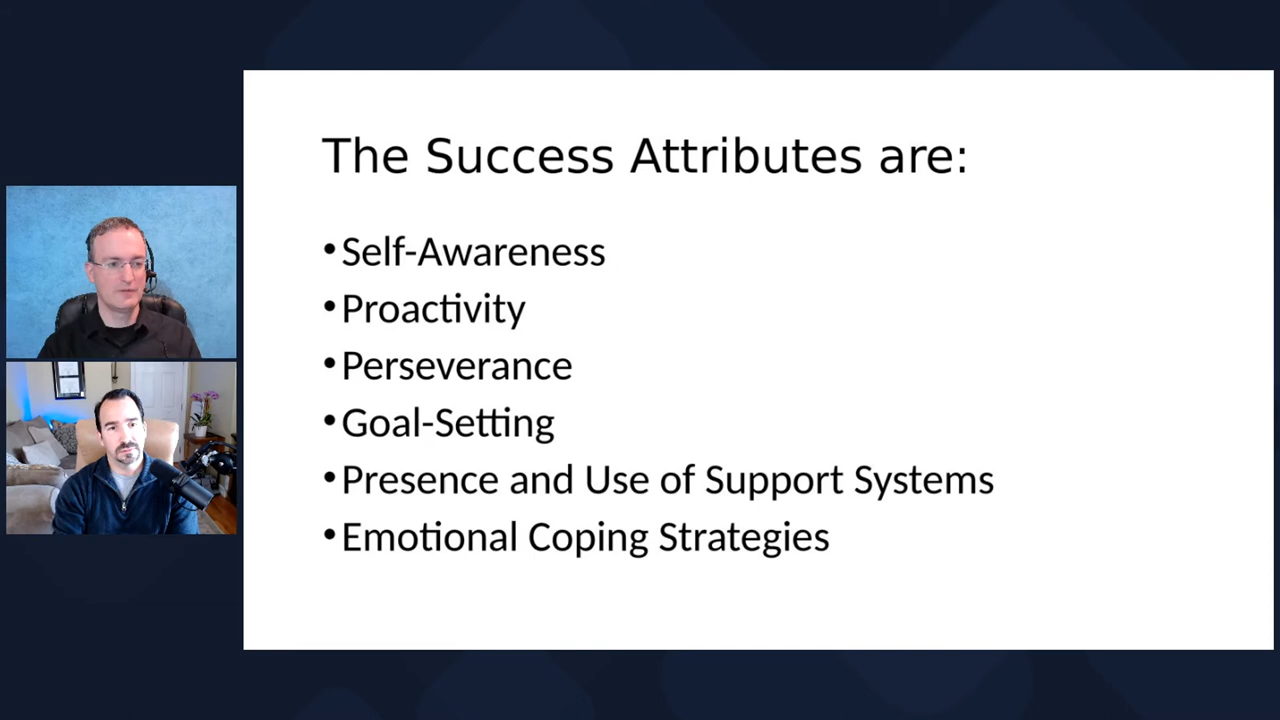 The Success Attributes are:
•Self-Awareness
•Proactivity
•Perseverance
•Goal-Setting
•Presence and Use of Support Systems
•Emotional Coping Strategies